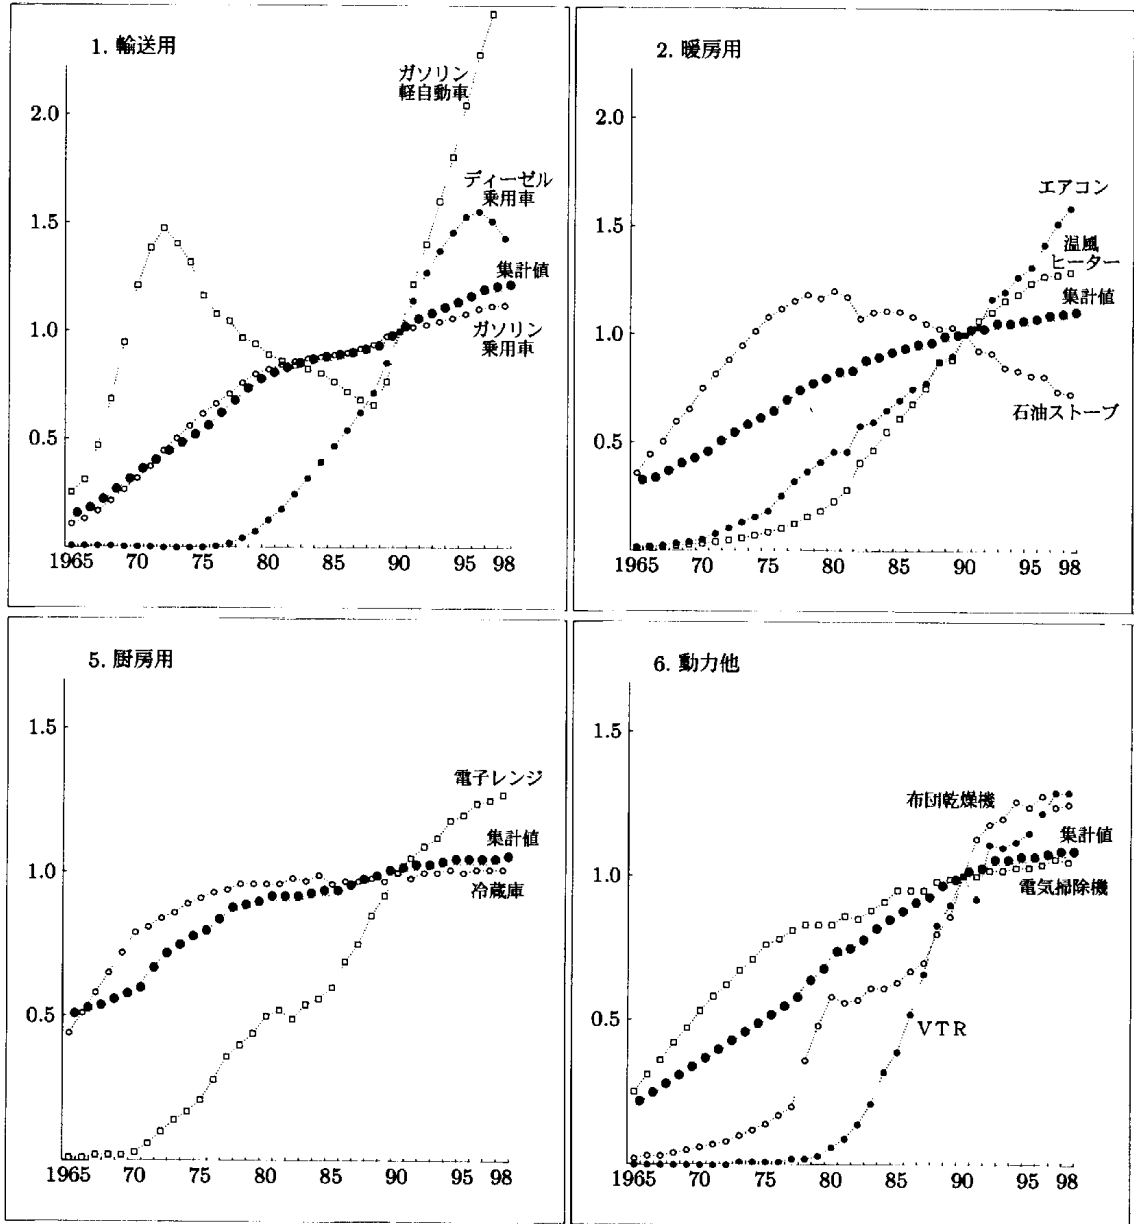 1. 輸送用
ガソリン
軽自動車
ディーゼル
乗用車
集計値
ガソリン
乗用車
2.0
1.5
1.0
0.5
1965 70 75 80 85 90 95 98
2. 暖房用
エアコン
温風
ヒーター
集計値
石油ストーブ
2.0
1.5
1.0
0.5
1965 70 75 80 85 90 95 98
5. 厨房用
電子レンジ
集計値
冷蔵庫
1.5
1.0
0.5
1965 70 75 80 85 90 95 98
6. 動力他
布団乾燥機
集計値
電気掃除機
VTR
1.5
1.0
0.5
1965 70 75 80 85 90 95 98